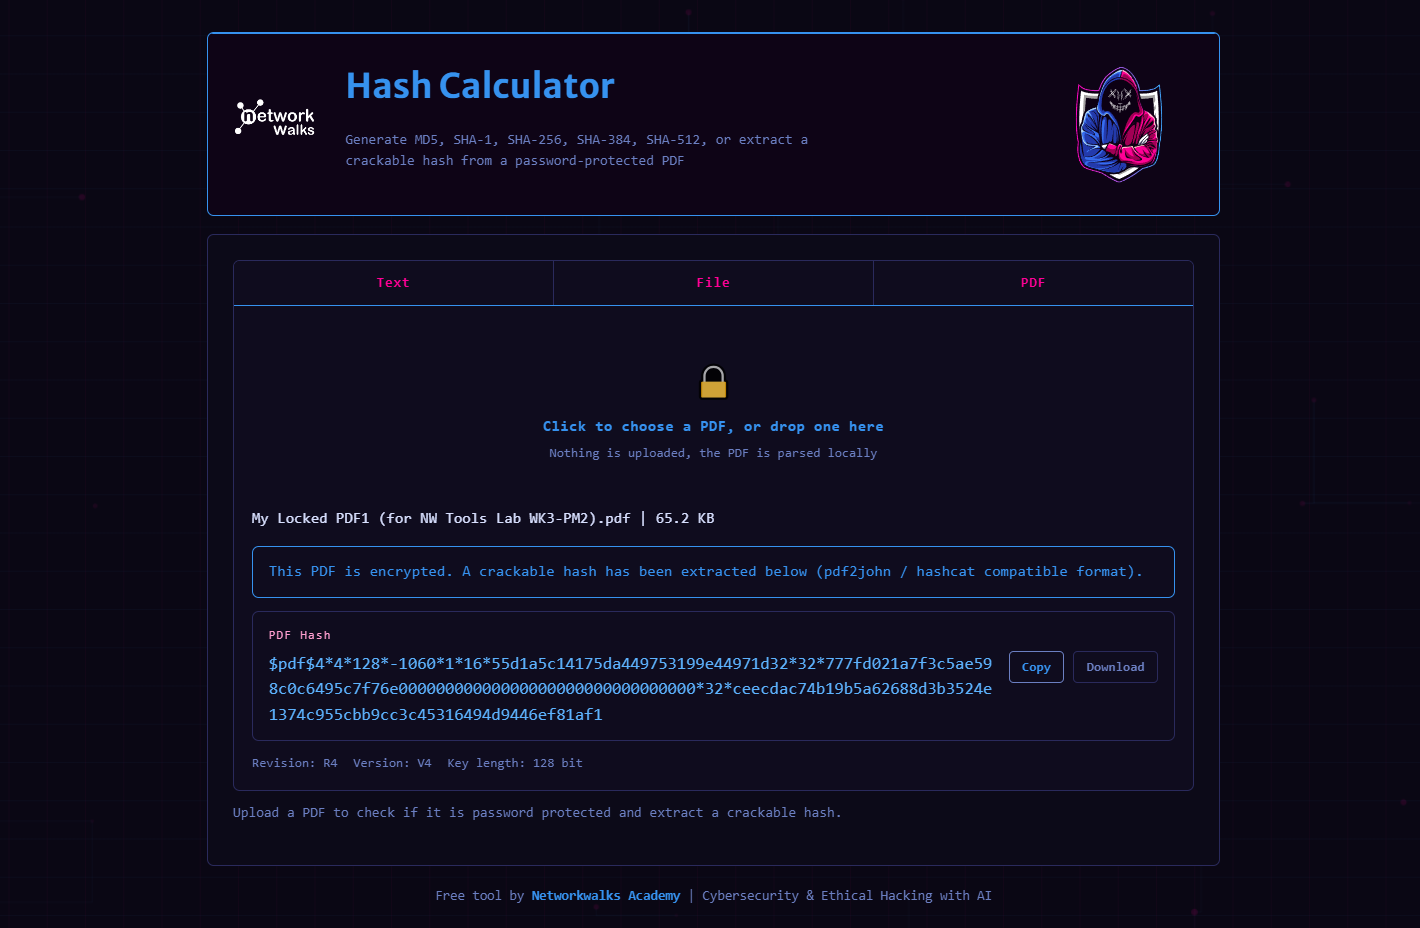 network
walks
Hash Calculator
Generate MD5, SHA-1, SHA-256, SHA-384, SHA-512, or extract a
crackable hash from a password-protected PDF
Text File PDF
Click to choose a PDF, or drop one here
Nothing is uploaded, the PDF is parsed locally
My Locked PDF1 (for NW Tools Lab WK3-PM2).pdf | 65.2 KB
This PDF is encrypted. A crackable hash has been extracted below (pdf2john / hashcat compatible format).
PDF Hash
$pdf$4*4*128*-1060*1*16*55d1a5c14175da449753199e44971d32*32*777fd021a7f3c5ae59
8c0c6495c7f76e00000000000000000000000000000000*32*ceecdac74b19b5a62688d3b3524e
1374c955cbb9cc3c45316494d9446ef81af1
Copy Download
Revision: R4 Version: V4 Key length: 128 bit
Upload a PDF to check if it is password protected and extract a crackable hash.
Free tool by Networkwalks Academy | Cybersecurity & Ethical Hacking with AI